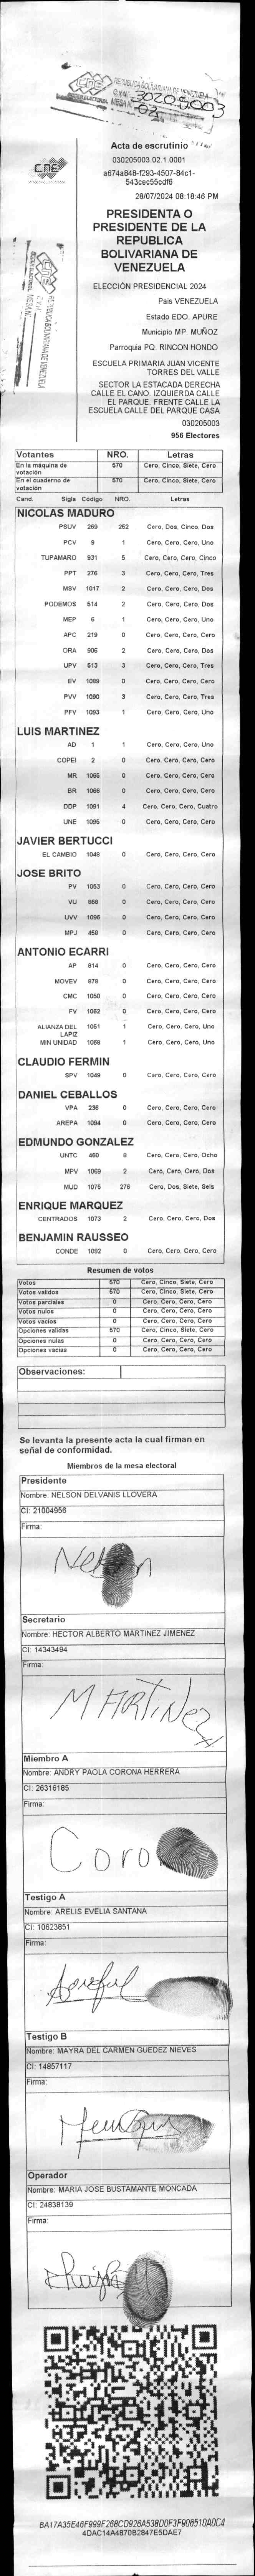 REPUBLICA BOLIVARIANA DE VENEZUELA
CNE
Acta de escrutinio
030205003.02.1.0001
a674a848-f293-4507-84c1-
543cec55cdf6
28/07/2024 08:18:46 PM
PRESIDENTA O
PRESIDENTE DE LA
REPUBLICA
BOLIVARIANA DE
VENEZUELA
ELECCIÓN PRESIDENCIAL 2024
País VENEZUELA
Estado EDO. APURE
Municipio MP. MUÑOZ
Parroquia PQ. RINCON HONDO
ESCUELA PRIMARIA JUAN VICENTE
TORRES DEL VALLE
SECTOR LA ESTACADA DERECHA
CALLE EL CANO. IZQUIERDA CALLE
EL PARQUE. FRENTE CALLE LA
ESCUELA CALLE DEL PARQUE CASA
030205003
956 Electores
Votantes NRO. Letras
En la máquina de votación 570 Cero, Cinco, Siete, Cero
En el cuaderno de votación 570 Cero, Cinco, Siete, Cero
Cand. Sigla Código NRO. Letras
NICOLAS MADURO
PSUV 269 252 Cero, Dos, Cinco, Dos
PCV 9 1 Cero, Cero, Cero, Uno
TUPAMARO 931 5 Cero, Cero, Cero, Cinco
PPT 276 3 Cero, Cero, Cero, Tres
MSV 1017 2 Cero, Cero, Cero, Dos
PODEMOS 514 2 Cero, Cero, Cero, Dos
MEP 6 1 Cero, Cero, Cero, Uno
APC 219 0 Cero, Cero, Cero, Cero
ORA 906 2 Cero, Cero, Cero, Dos
UPV 513 3 Cero, Cero, Cero, Tres
EV 1089 0 Cero, Cero, Cero, Cero
PVV 1090 3 Cero, Cero, Cero, Tres
PFV 1093 1 Cero, Cero, Cero, Uno
LUIS MARTINEZ
AD 1 1 Cero, Cero, Cero, Uno
COPEI 2 0 Cero, Cero, Cero, Cero
MR 1065 0 Cero, Cero, Cero, Cero
BR 1066 0 Cero, Cero, Cero, Cero
DDP 1091 4 Cero, Cero, Cero, Cuatro
UNE 1095 0 Cero, Cero, Cero, Cero
JAVIER BERTUCCI
EL CAMBIO 1048 0 Cero, Cero, Cero, Cero
JOSE BRITO
PV 1053 0 Cero, Cero, Cero, Cero
VU 868 0 Cero, Cero, Cero, Cero
UVV 1096 0 Cero, Cero, Cero, Cero
MPJ 458 0 Cero, Cero, Cero, Cero
ANTONIO ECARRI
AP 814 0 Cero, Cero, Cero, Cero
MOVEV 878 0 Cero, Cero, Cero, Cero
CMC 1050 0 Cero, Cero, Cero, Cero
FV 1062 0 Cero, Cero, Cero, Cero
ALIANZA DEL LAPIZ 1051 1 Cero, Cero, Cero, Uno
MIN UNIDAD 1068 1 Cero, Cero, Cero, Uno
CLAUDIO FERMIN
SPV 1049 0 Cero, Cero, Cero, Cero
DANIEL CEBALLOS
VPA 236 0 Cero, Cero, Cero, Cero
AREPA 1094 0 Cero, Cero, Cero, Cero
EDMUNDO GONZALEZ
UNTC 460 8 Cero, Cero, Cero, Ocho
MPV 1069 2 Cero, Cero, Cero, Dos
MUD 1075 276 Cero, Dos, Siete, Seis
ENRIQUE MARQUEZ
CENTRADOS 1073 2 Cero, Cero, Cero, Dos
BENJAMIN RAUSSEO
CONDE 1092 0 Cero, Cero, Cero, Cero
Resumen de votos
Votos 570 Cero, Cinco, Siete, Cero
Votos validos 570 Cero, Cinco, Siete, Cero
Votos parciales 0 Cero, Cero, Cero, Cero
Votos nulos 0 Cero, Cero, Cero, Cero
Votos vacios 0 Cero, Cero, Cero, Cero
Opciones validas 570 Cero, Cinco, Siete, Cero
Opciones nulas 0 Cero, Cero, Cero, Cero
Opciones vacias 0 Cero, Cero, Cero, Cero
Observaciones:
Se levanta la presente acta la cual firman en
señal de conformidad.
Miembros de la mesa electoral
Presidente
Nombre: NELSON DELVANIS LLOVERA
CI: 21004956
Firma:
Nelson
Secretario
Nombre: HECTOR ALBERTO MARTINEZ JIMENEZ
CI: 14343494
Firma:
MARTINEZ
Miembro A
Nombre: ANDRY PAOLA CORONA HERRERA
CI: 26316185
Firma:
Coro
Testigo A
Nombre: ARELIS EVELIA SANTANA
CI: 10623851
Firma:
Testigo B
Nombre: MAYRA DEL CARMEN GUEDEZ NIEVES
CI: 14857117
Firma:
Operador
Nombre: MARIA JOSE BUSTAMANTE MONCADA
CI: 24838139
Firma:
BA17A35E46F999F268CD926A538D0F3F906510A0C4
4DAC14A4870B2847E5DAE7